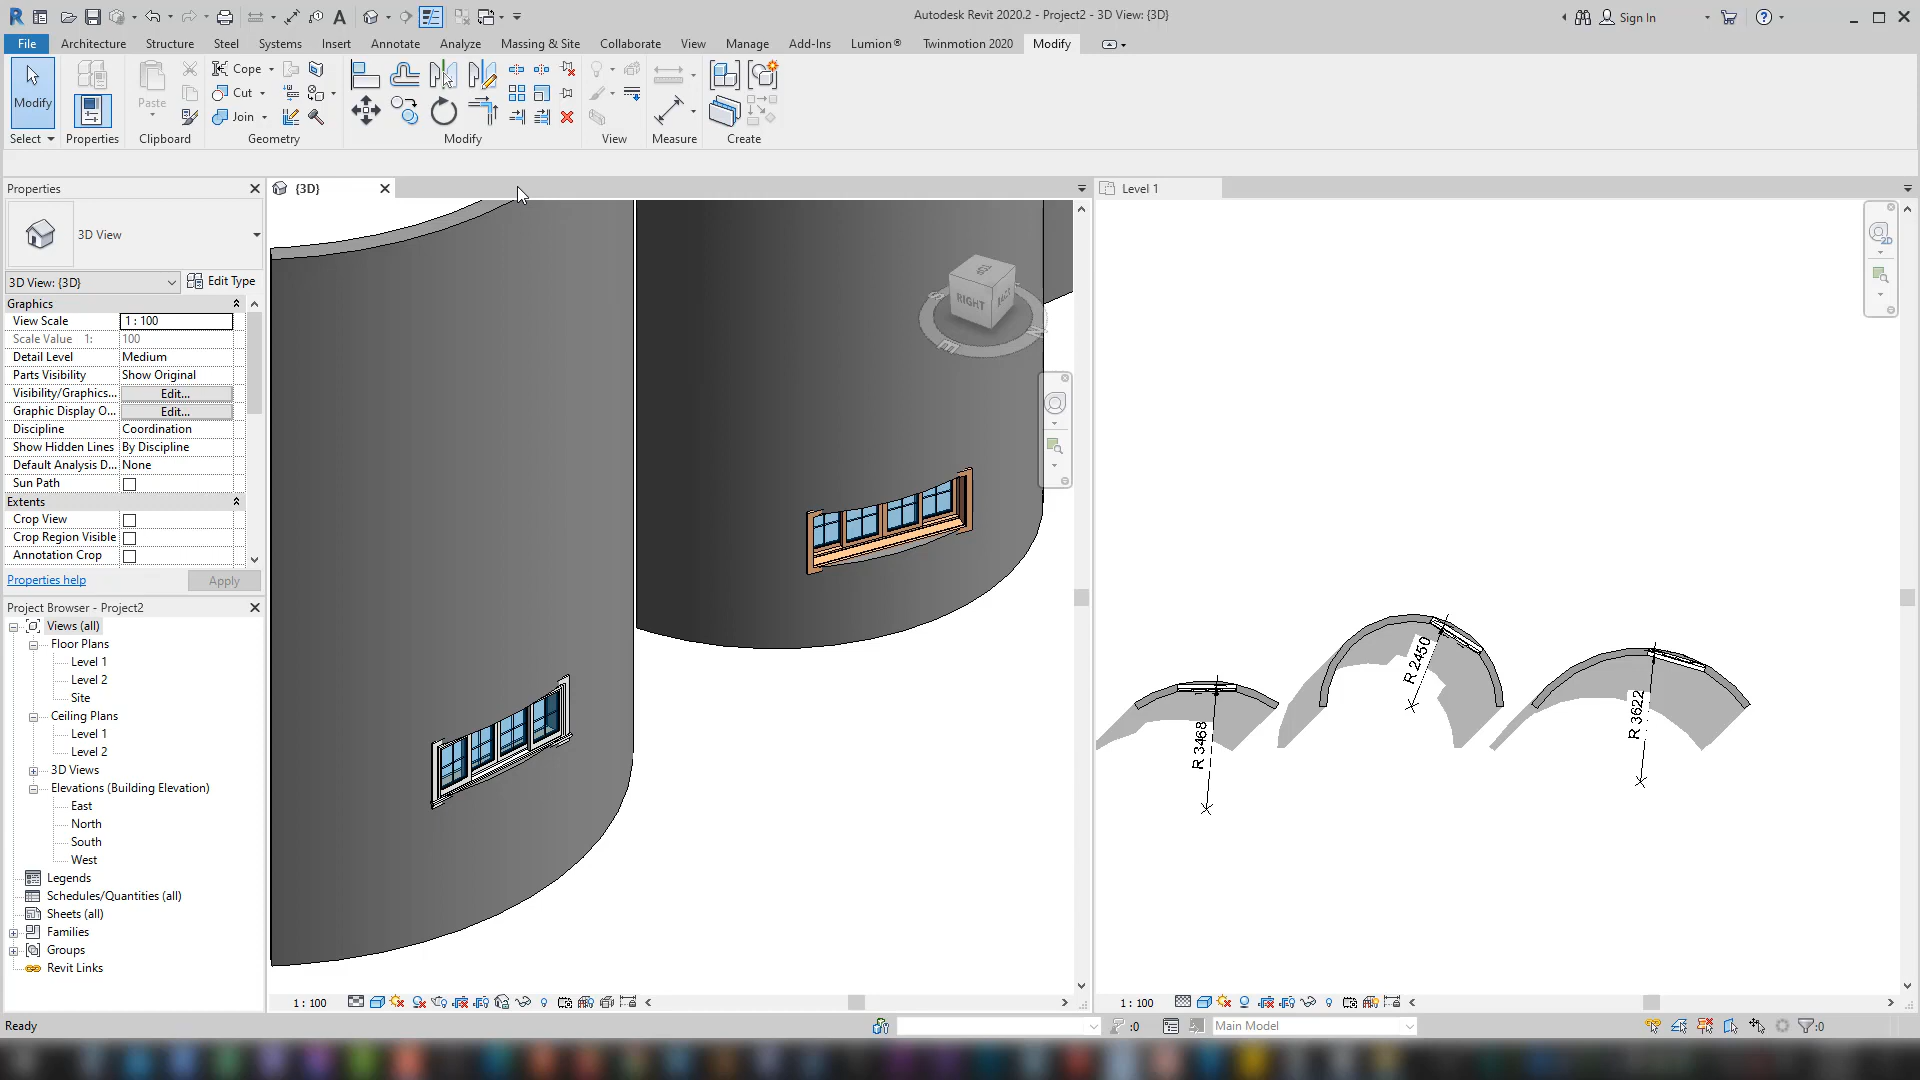 Autodesk Revit 2020.2 - Project2 - 3D View: {3D}
Sign In
File Architecture Structure Steel Systems Insert Annotate Analyze Massing & Site Collaborate View Manage Add-Ins Lumion® Twinmotion 2020 Modify
Modify
Paste
Cope
Cut
Join
Select Properties Clipboard Geometry Modify View Measure Create
Properties
3D View
3D View: {3D}
Edit Type
Graphics
View Scale 1 : 100
Scale Value 1: 100
Detail Level Medium
Parts Visibility Show Original
Visibility/Graphics... Edit...
Graphic Display O... Edit...
Discipline Coordination
Show Hidden Lines By Discipline
Default Analysis D... None
Sun Path
Extents
Crop View
Crop Region Visible
Annotation Crop
Properties help
Apply
Project Browser - Project2
Views (all)
Floor Plans
Level 1
Level 2
Site
Ceiling Plans
Level 1
Level 2
3D Views
Elevations (Building Elevation)
East
North
South
West
Legends
Schedules/Quantities (all)
Sheets (all)
Families
Groups
Revit Links
{3D}
TOP
RIGHT
S
E
N
1 : 100
Level 1
2D
R 3468
R 2450
R 3622
1 : 100
Ready
:0
Main Model
:0